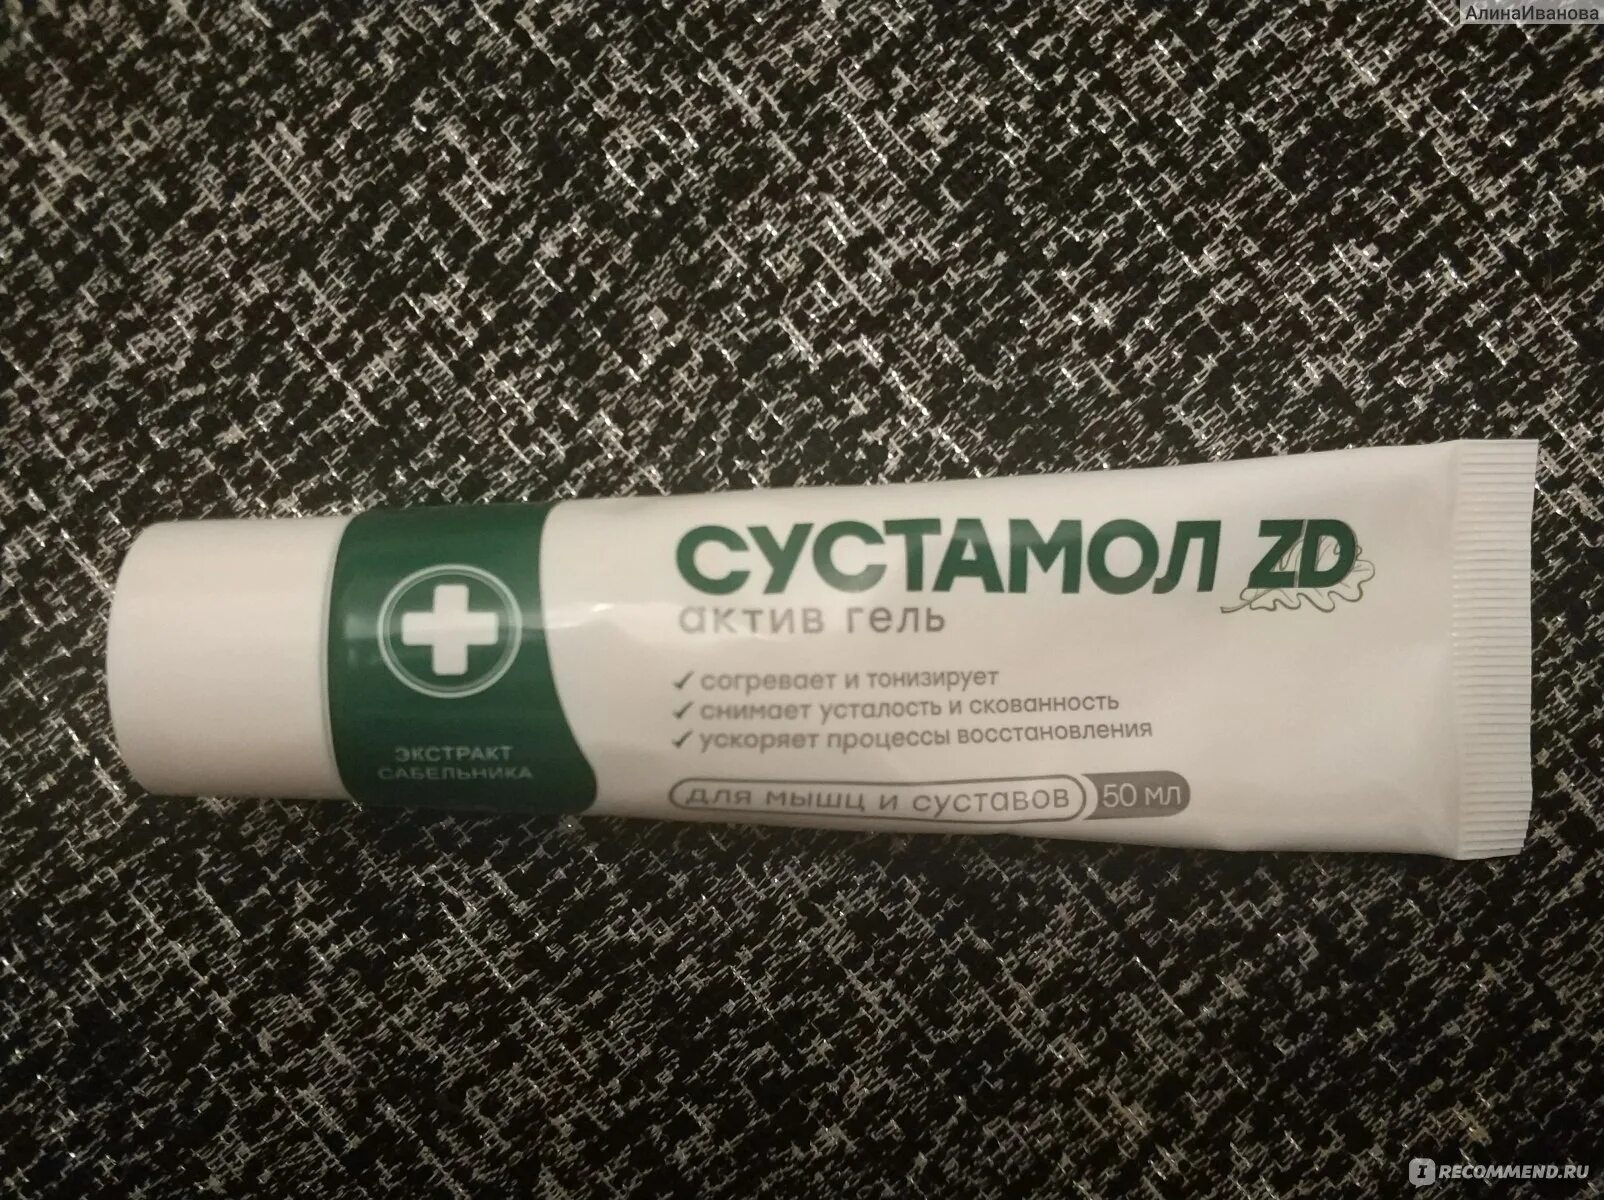 АлинаИванова
СУСТАМОЛ ZD
актив гель
согревает и тонизирует
снимает усталость и скованность
ускоряет процессы восстановления
для мышц и суставов 50 мл
ЭКСТРАКТ
САБЕЛЬНИКА
IRECOMMEND.RU